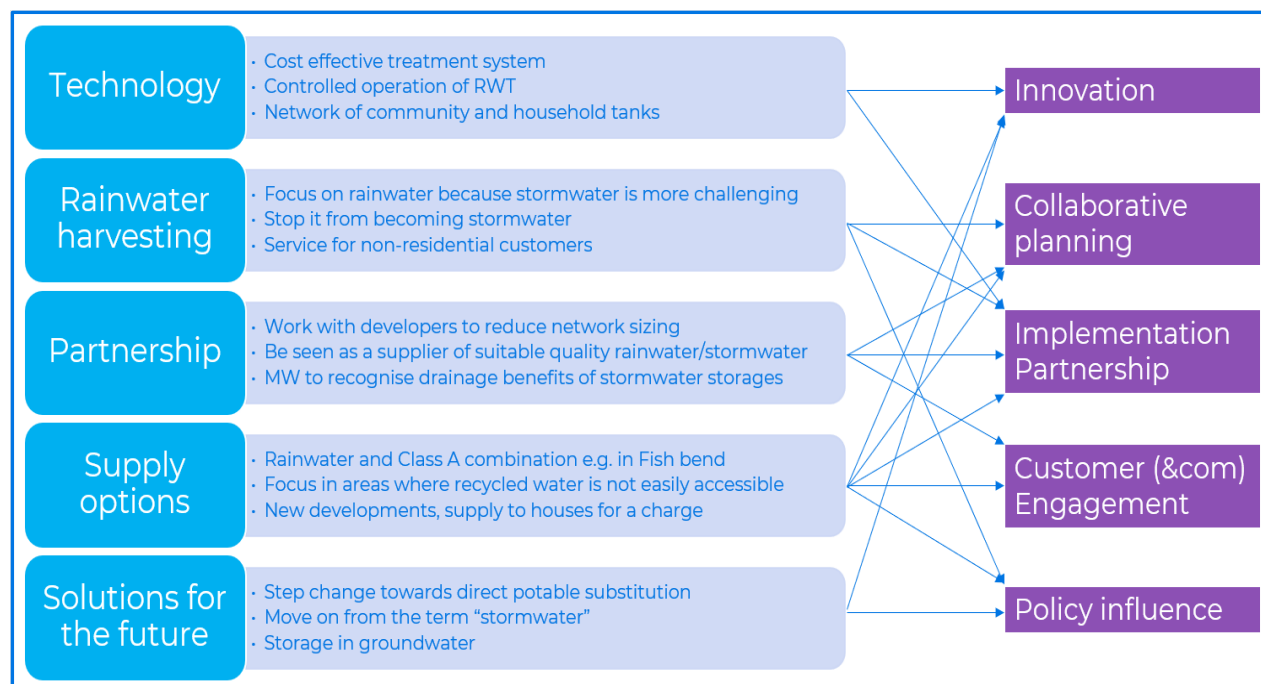 Technology
• Cost effective treatment system
• Controlled operation of RWT
• Network of community and household tanks
Rainwater
harvesting
• Focus on rainwater because stormwater is more challenging
• Stop it from becoming stormwater
• Service for non-residential customers
Partnership
• Work with developers to reduce network sizing
• Be seen as a supplier of suitable quality rainwater/stormwater
• MW to recognise drainage benefits of stormwater storages
Supply
options
• Rainwater and Class A combination e.g. in Fish bend
• Focus in areas where recycled water is not easily accessible
• New developments, supply to houses for a charge
Solutions for
the future
• Step change towards direct potable substitution
• Move on from the term “stormwater”
• Storage in groundwater
Innovation
Collaborative
planning
Implementation
Partnership
Customer (&com)
Engagement
Policy influence